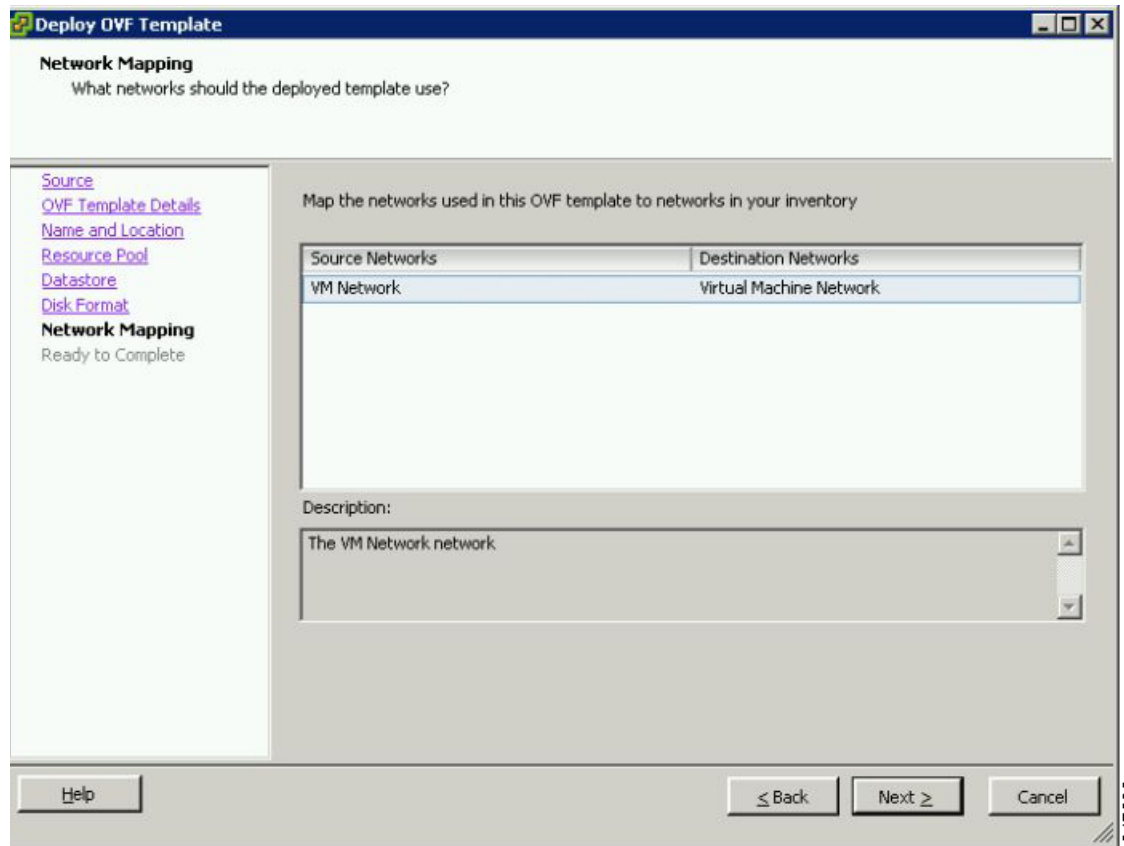 Deploy OVF Template
Network Mapping
What networks should the deployed template use?
Source
OVF Template Details
Name and Location
Resource Pool
Datastore
Disk Format
Network Mapping
Ready to Complete
Map the networks used in this OVF template to networks in your inventory
Source Networks Destination Networks
VM Network Virtual Machine Network
Description:
The VM Network network
Help ≤ Back Next ≥ Cancel